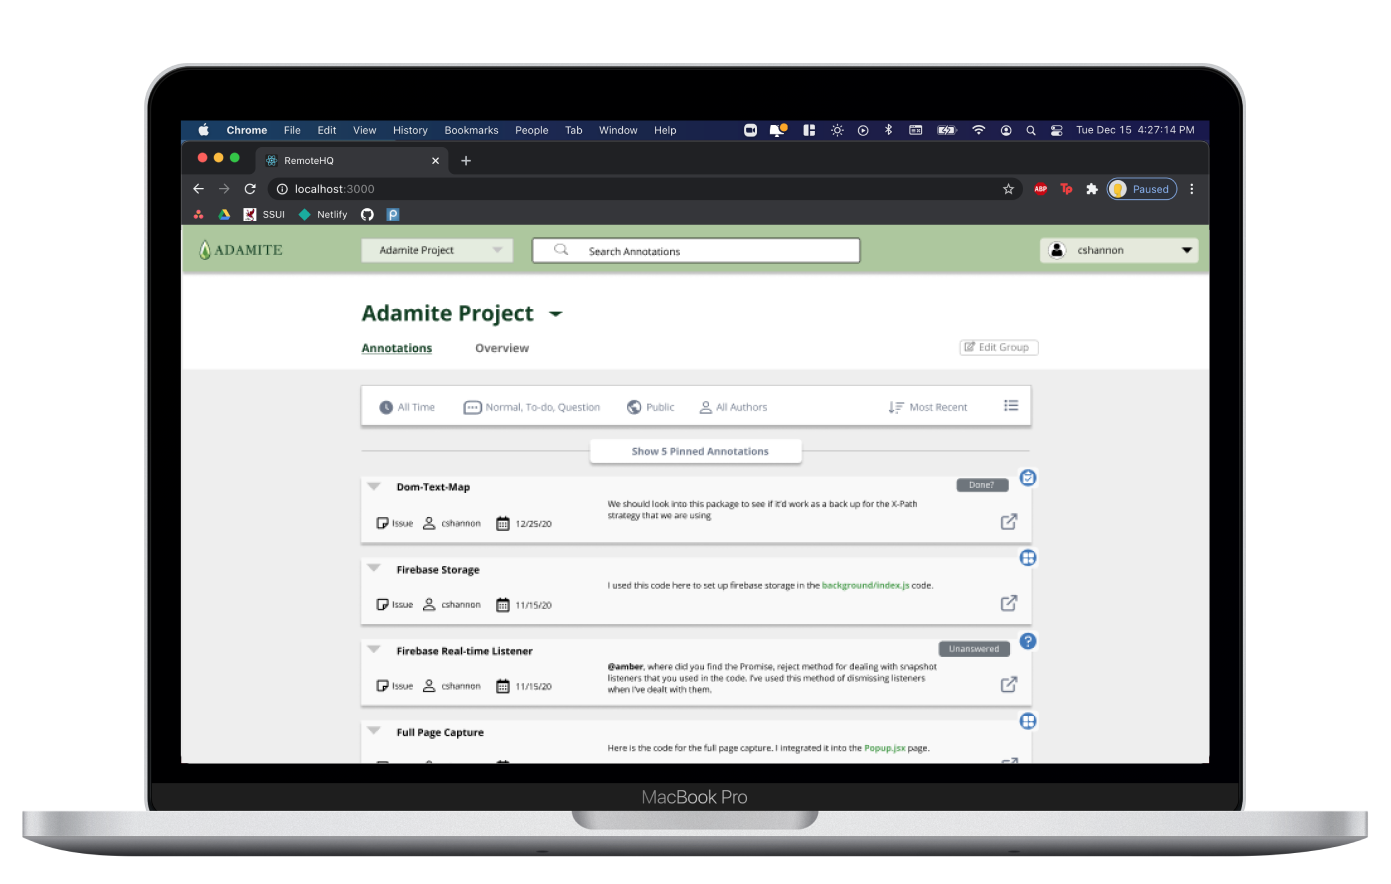 Chrome File Edit View History Bookmarks People Tab Window Help Tue Dec 15 4:27:14 PM
RemoteHQ
localhost:3000 ABP Tp Paused
SSUI Netlify
ADAMITE Adamite Project Search Annotations cshannon
Adamite Project
Annotations Overview Edit Group
All Time Normal, To-do, Question Public All Authors Most Recent
Show 5 Pinned Annotations
Dom-Text-Map Done?
We should look into this package to see if it'd work as a back up for the X-Path
strategy that we are using
Issue cshannon 12/25/20
Firebase Storage
I used this code here to set up firebase storage in the background/index.js code.
Issue cshannon 11/15/20
Firebase Real-time Listener Unanswered
@amber, where did you find the Promise, reject method for dealing with snapshot
listeners that you used in the code. I've used this method of dismissing listeners
when I've dealt with them.
Issue cshannon 11/15/20
Full Page Capture
Here is the code for the full page capture. I integrated it into the Popup.jsx page.
MacBook Pro